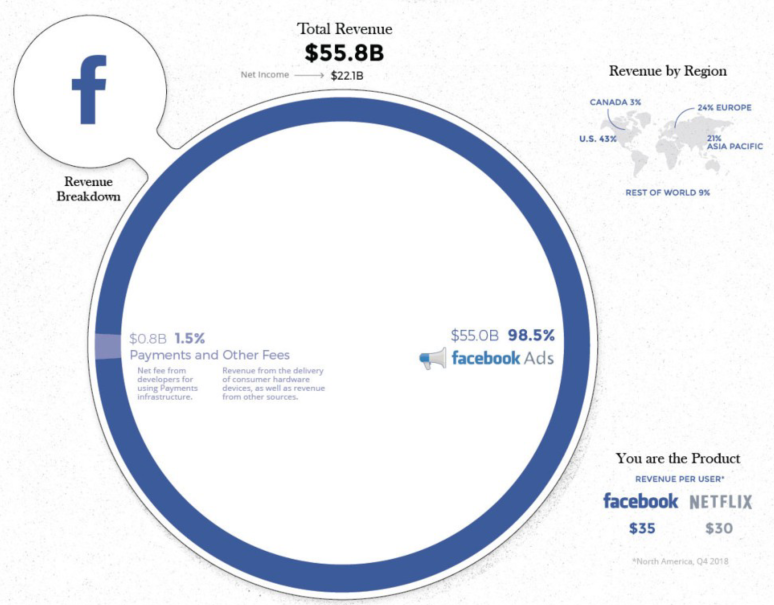 Total Revenue
$55.8B
Net Income
$22.1B
f
Revenue
Breakdown
Revenue by Region
CANADA 3%
24% EUROPE
U.S. 43%
21%
ASIA PACIFIC
REST OF WORLD 9%
$0.8B 1.5%
Payments and Other Fees
Net fee from
developers for
using Payments
infrastructure.
Revenue from the delivery
of consumer hardware
devices, as well as revenue
from other sources.
$55.0B 98.5%
facebook Ads
You are the Product
REVENUE PER USER*
facebook NETFLIX
$35 $30
*North America, Q4 2018